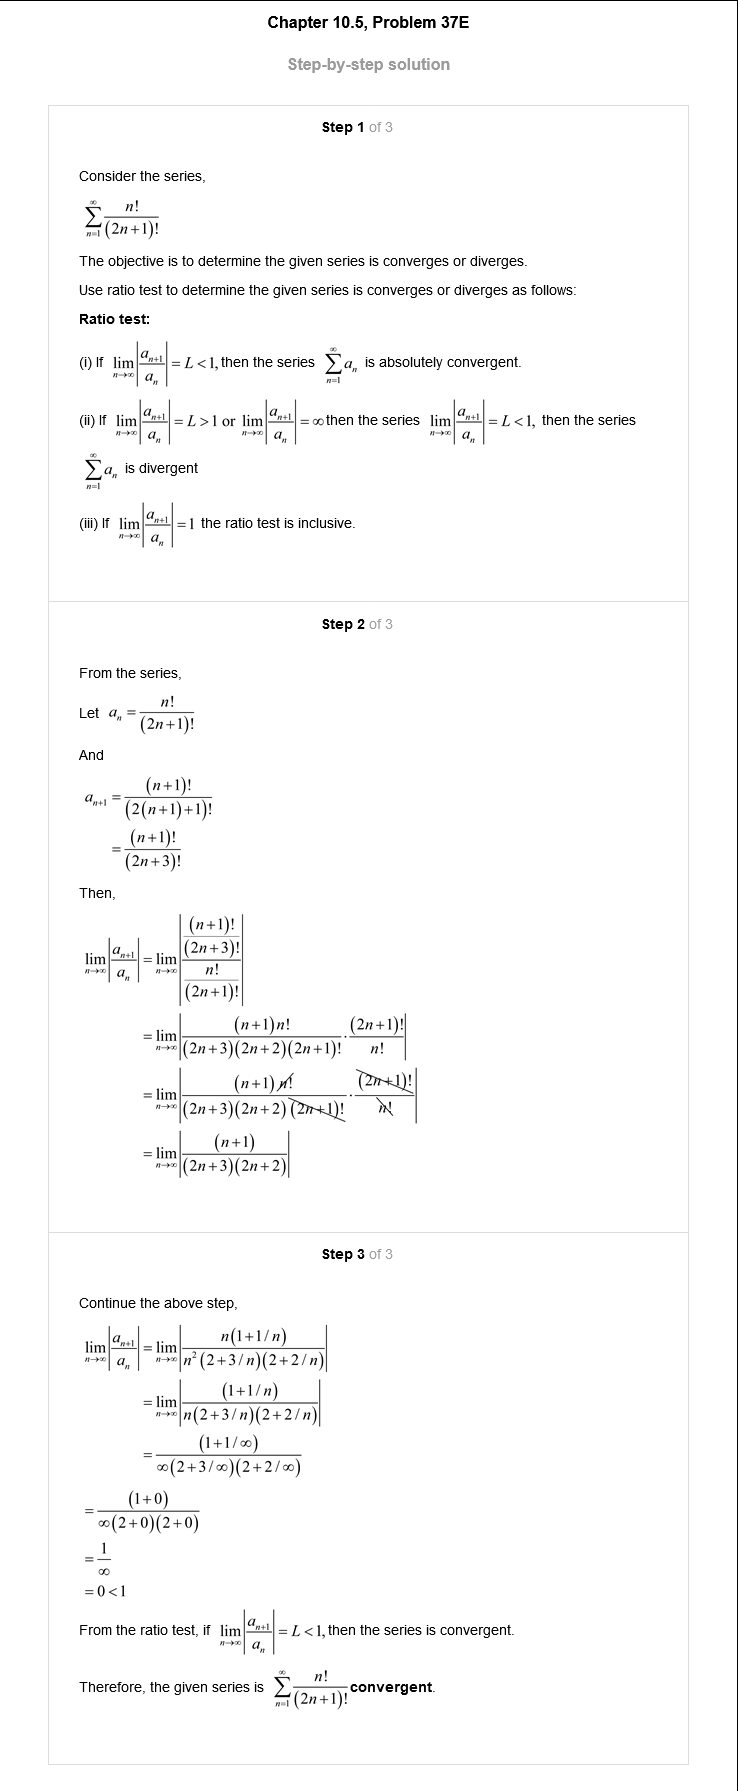 Chapter 10.5, Problem 37E
Step-by-step solution
Step 1 of 3
Consider the series,
$\sum_{n=1}^{\infty} \frac{n!}{(2n+1)!}$
The objective is to determine the given series is converges or diverges.
Use ratio test to determine the given series is converges or diverges as follows:
Ratio test:
(i) If $\lim_{n\to\infty} \left|\frac{a_{n+1}}{a_n}\right| = L < 1$, then the series $\sum_{n=1}^{\infty} a_n$ is absolutely convergent.
(ii) If $\lim_{n\to\infty} \left|\frac{a_{n+1}}{a_n}\right| = L > 1$ or $\lim_{n\to\infty} \left|\frac{a_{n+1}}{a_n}\right| = \infty$ then the series $\lim_{n\to\infty} \left|\frac{a_{n+1}}{a_n}\right| = L < 1$, then the series
$\sum_{n=1}^{\infty} a_n$ is divergent
(iii) If $\lim_{n\to\infty} \left|\frac{a_{n+1}}{a_n}\right| = 1$ the ratio test is inclusive.
Step 2 of 3
From the series,
Let $a_n = \frac{n!}{(2n+1)!}$
And
$a_{n+1} = \frac{(n+1)!}{(2(n+1)+1)!}$
$= \frac{(n+1)!}{(2n+3)!}$
Then,
$\lim_{n\to\infty} \left|\frac{a_{n+1}}{a_n}\right| = \lim_{n\to\infty} \left|\frac{\frac{(n+1)!}{(2n+3)!}}{\frac{n!}{(2n+1)!}}\right|$
$= \lim_{n\to\infty} \left|\frac{(n+1)n!}{(2n+3)(2n+2)(2n+1)!} \cdot \frac{(2n+1)!}{n!}\right|$
$= \lim_{n\to\infty} \left|\frac{(n+1)\cancel{n!}}{(2n+3)(2n+2)\cancel{(2n+1)!}} \cdot \frac{\cancel{(2n+1)!}}{\cancel{n!}}\right|$
$= \lim_{n\to\infty} \left|\frac{(n+1)}{(2n+3)(2n+2)}\right|$
Step 3 of 3
Continue the above step,
$\lim_{n\to\infty} \left|\frac{a_{n+1}}{a_n}\right| = \lim_{n\to\infty} \left|\frac{n(1+1/n)}{n^2(2+3/n)(2+2/n)}\right|$
$= \lim_{n\to\infty} \left|\frac{(1+1/n)}{n(2+3/n)(2+2/n)}\right|$
$= \frac{(1+1/\infty)}{\infty(2+3/\infty)(2+2/\infty)}$
$= \frac{(1+0)}{\infty(2+0)(2+0)}$
$= \frac{1}{\infty}$
$= 0 < 1$
From the ratio test, if $\lim_{n\to\infty} \left|\frac{a_{n+1}}{a_n}\right| = L < 1$, then the series is convergent.
Therefore, the given series is $\sum_{n=1}^{\infty} \frac{n!}{(2n+1)!}$ convergent.